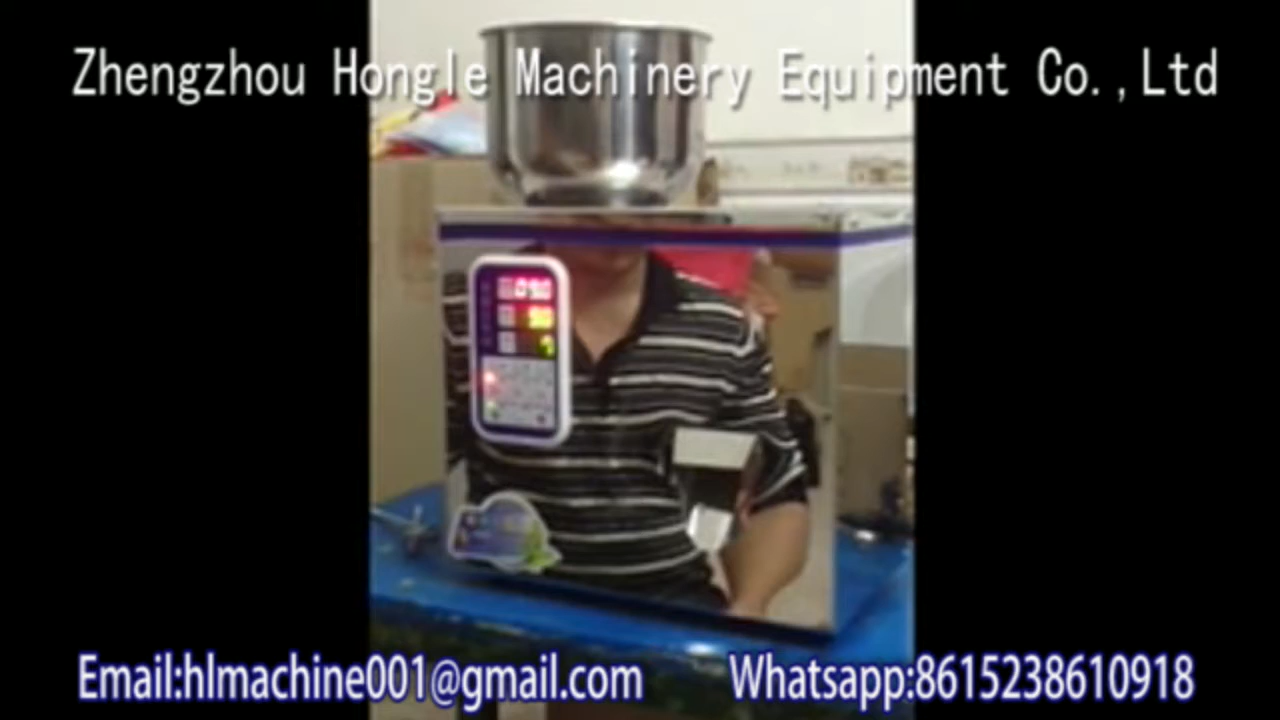 Zhengzhou Hongle Machinery Equipment Co.,Ltd
Email:hlmachine001@gmail.com
Whatsapp:8615238610918